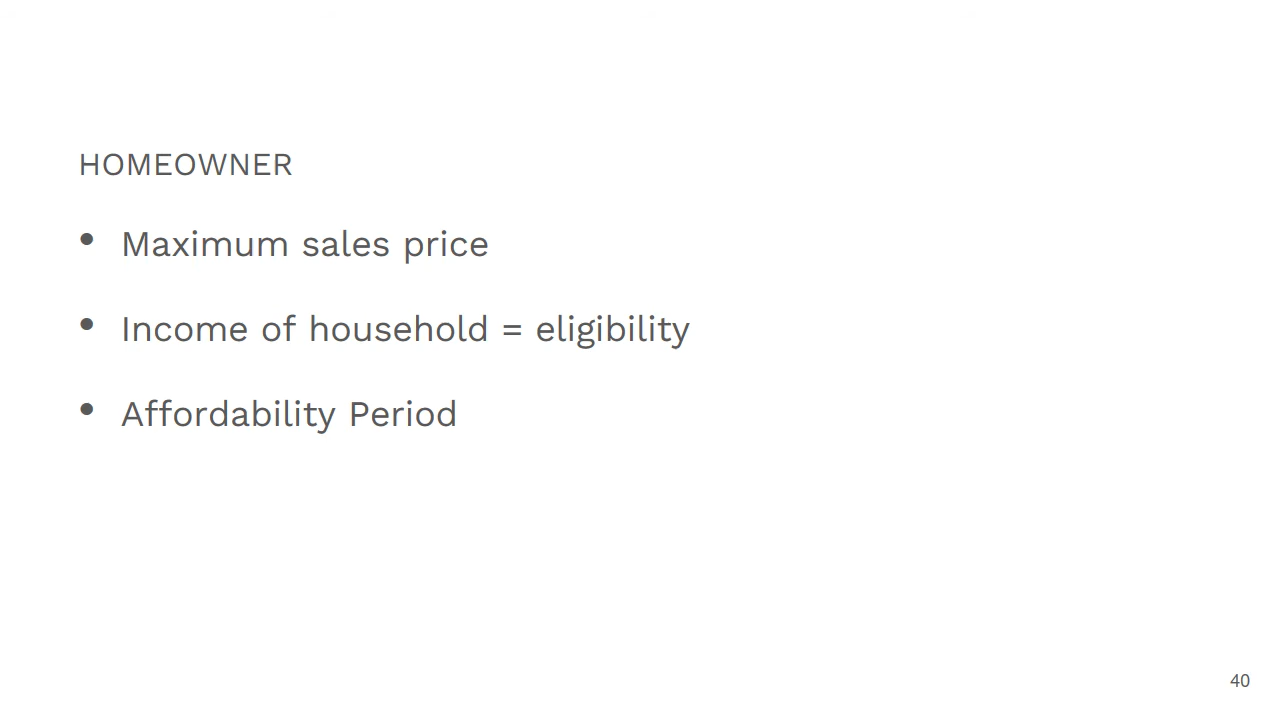 HOMEOWNER
• Maximum sales price
• Income of household = eligibility
• Affordability Period
40